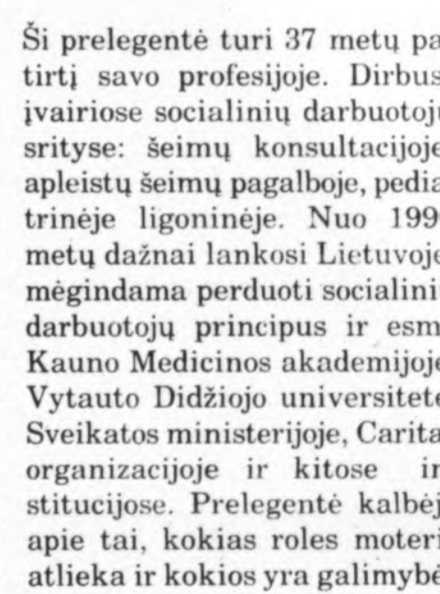 Ši prelegentė turi 37 metų pa
tirtį savo profesijoje. Dirbus
įvairiose socialinių darbuotojų
srityse: šeimų konsultacijoje
apleistų šeimų pagalboje, pedia
trinėje ligoninėje. Nuo 199
metų dažnai lankosi Lietuvoje
mėgindama perduoti socialini
darbuotojų principus ir esm
Kauno Medicinos akademijoje
Vytauto Didžiojo universitete
Sveikatos ministerijoje, Carita
organizacijoje ir kitose in
stitucijose. Prelegentė kalbėj
apie tai, kokias roles moteri
atlieka ir kokios yra galimybė